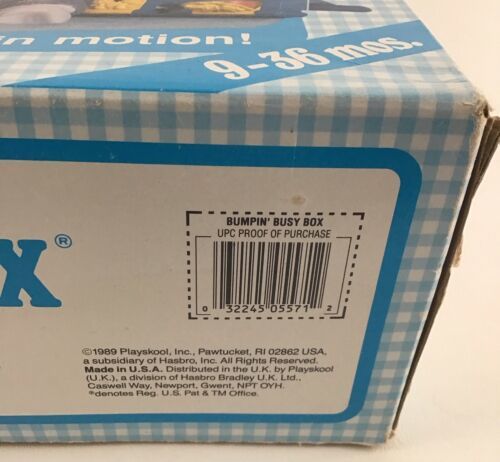 in motion!
9-36 mos.
X®
BUMPIN' BUSY BOX
UPC PROOF OF PURCHASE
0 32245 05571 2
©1989 Playskool, Inc., Pawtucket, RI 02862 USA,
a subsidiary of Hasbro, Inc. All Rights Reserved.
Made in U.S.A. Distributed in the U.K. by Playskool
(U.K.), a division of Hasbro Bradley U.K. Ltd.,
Caswell Way, Newport, Gwent, NPT OYH.
®denotes Reg. U.S. Pat & TM Office.